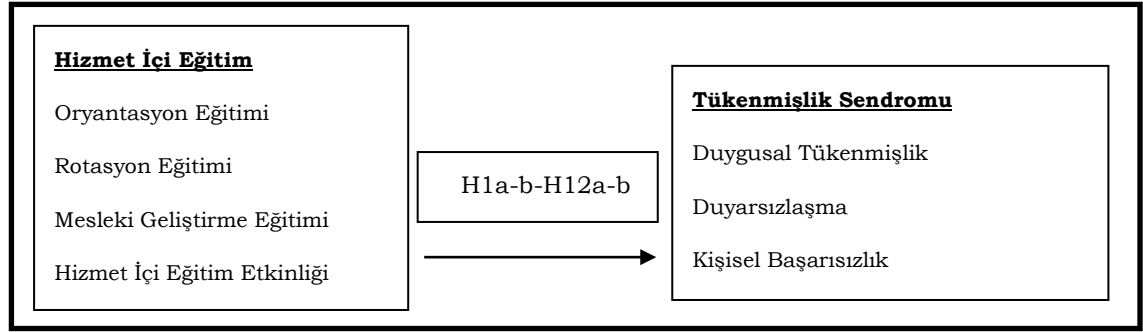 Hizmet İçi Eğitim
Oryantasyon Eğitimi
Rotasyon Eğitimi
Mesleki Geliştirme Eğitimi
Hizmet İçi Eğitim Etkinliği
H1a-b-H12a-b
Tükenmişlik Sendromu
Duygusal Tükenmişlik
Duyarsızlaşma
Kişisel Başarısızlık